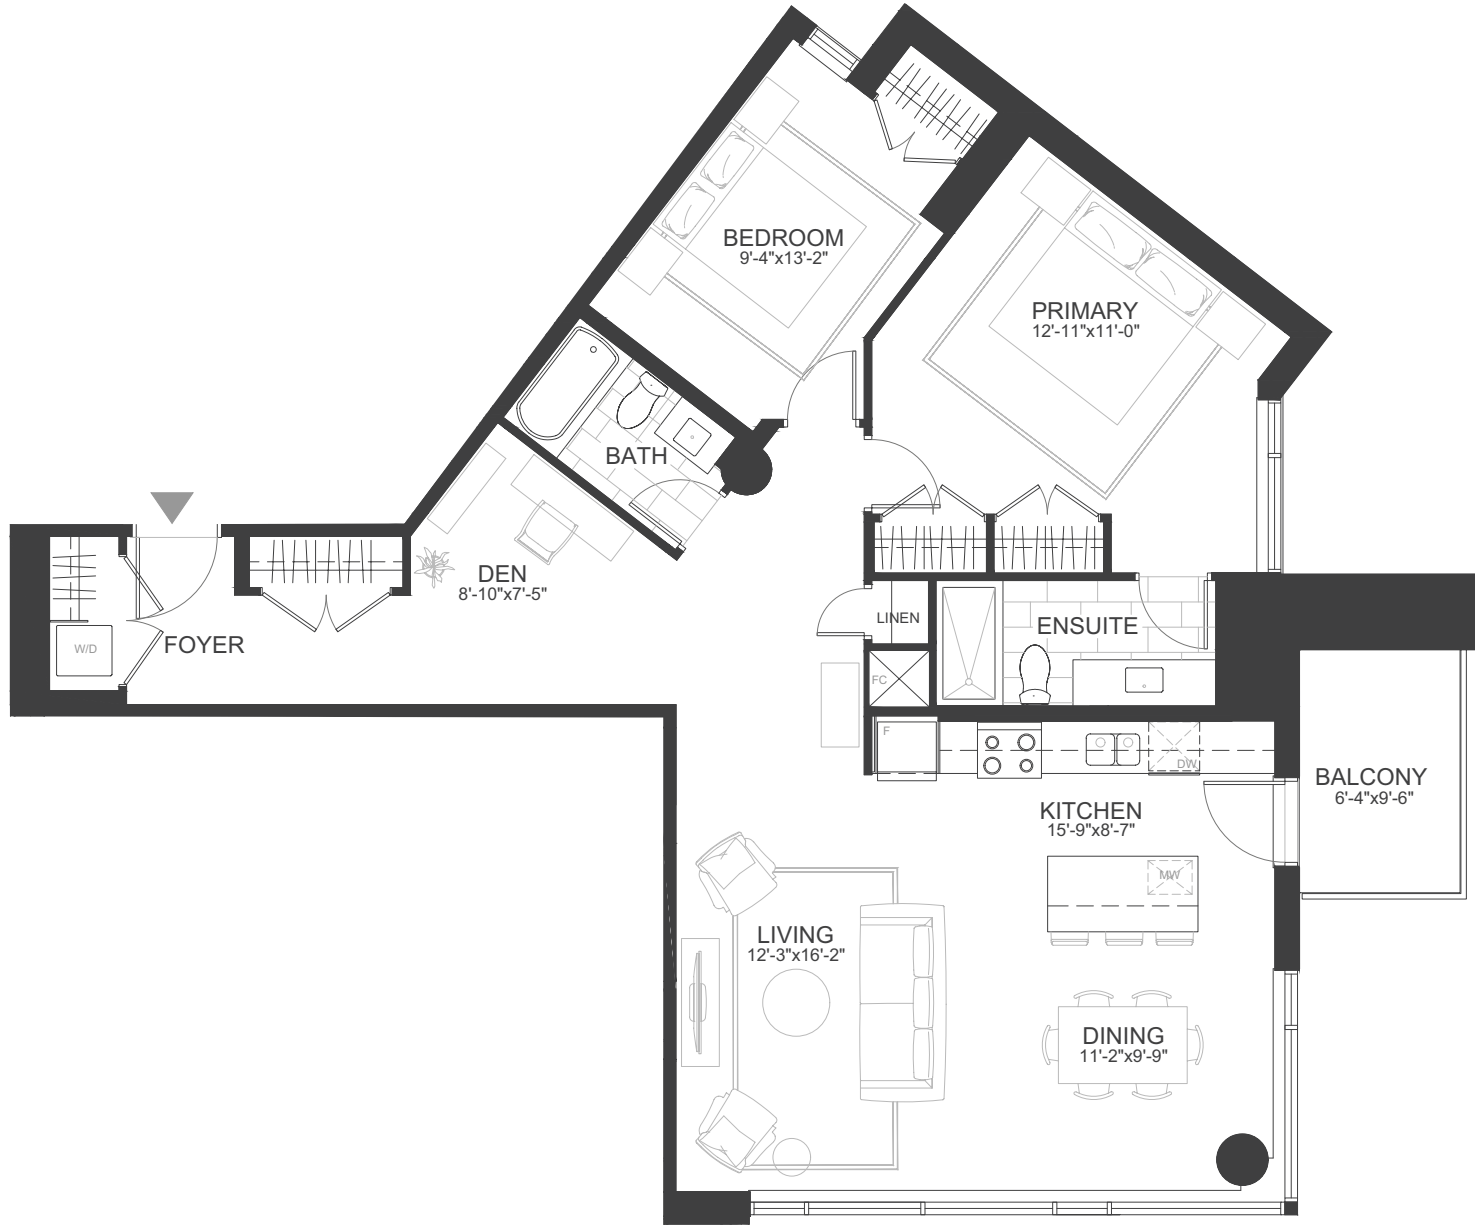 BEDROOM
9'-4"x13'-2"
PRIMARY
12'-11"x11'-0"
BATH
DEN
8'-10"x7'-5"
W/D
FOYER
LINEN
ENSUITE
FC
F
DW
KITCHEN
15'-9"x8'-7"
BALCONY
6'-4"x9'-6"
MW
LIVING
12'-3"x16'-2"
DINING
11'-2"x9'-9"